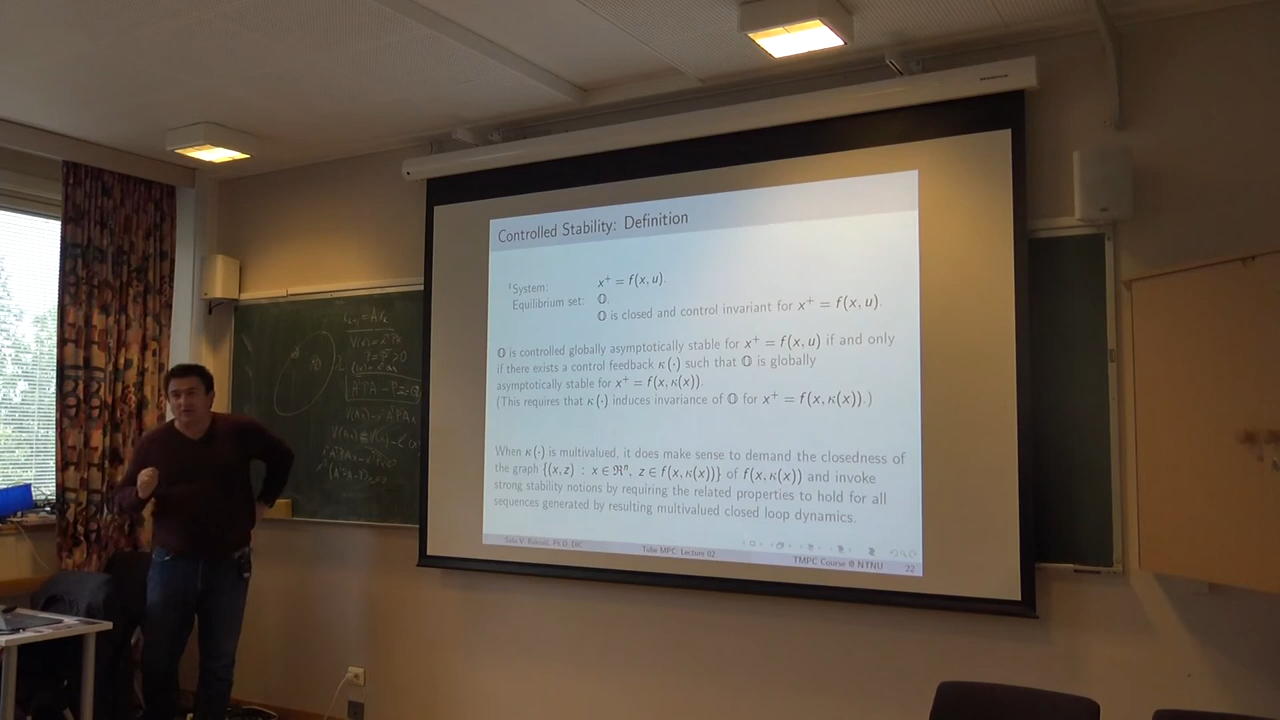 Controlled Stability: Definition
System: x⁺ = f(x, u).
Equilibrium set: 𝕆.
𝕆 is closed and control invariant for x⁺ = f(x, u).
𝕆 is controlled globally asymptotically stable for x⁺ = f(x, u) if and only
if there exists a control feedback κ(·) such that 𝕆 is globally
asymptotically stable for x⁺ = f(x, κ(x)).
(This requires that κ(·) induces invariance of 𝕆 for x⁺ = f(x, κ(x)).)
When κ(·) is multivalued, it does make sense to demand the closedness of
the graph {(x, z) : x ∈ ℜⁿ, z ∈ f(x, κ(x))} of f(x, κ(x)) and invoke
strong stability notions by requiring the related properties to hold for all
sequences generated by resulting multivalued closed loop dynamics.
Saša V. Raković, Ph.D. DIC
Tube MPC: Lecture 02
TMPC Course @ NTNU
22